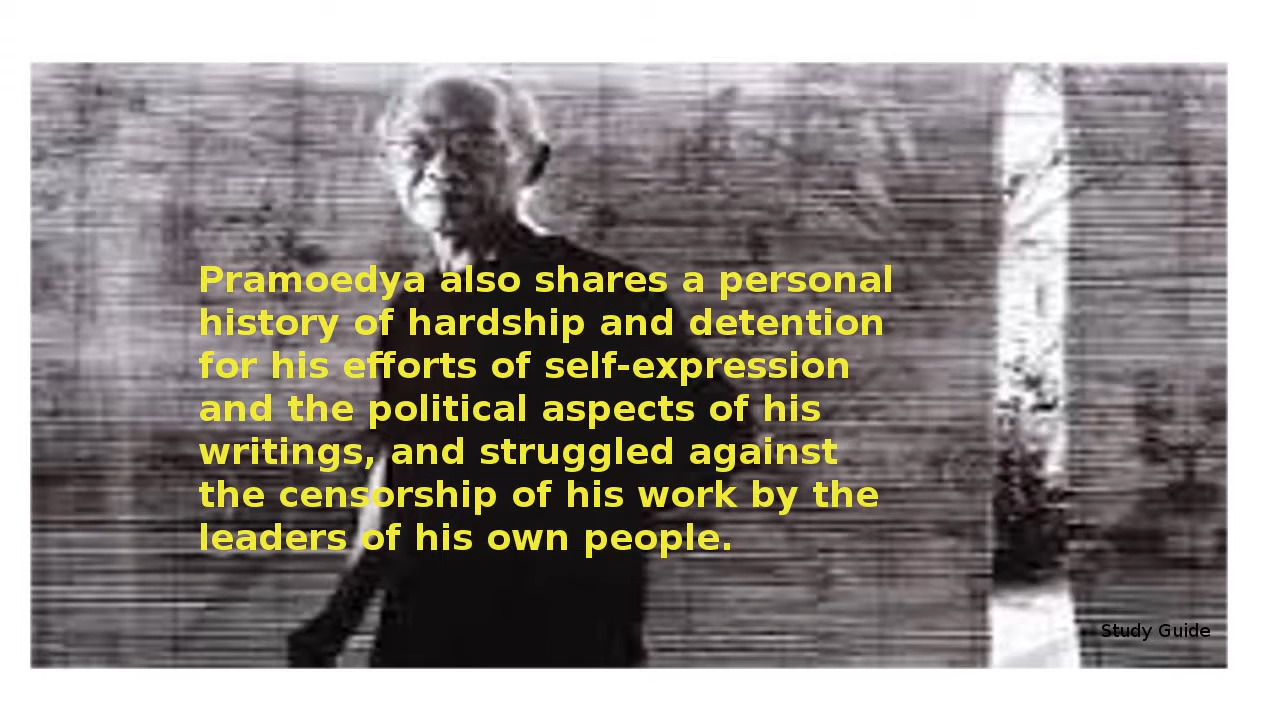 Pramoedya also shares a personal
history of hardship and detention
for his efforts of self-expression
and the political aspects of his
writings, and struggled against
the censorship of his work by the
leaders of his own people.
Study Guide